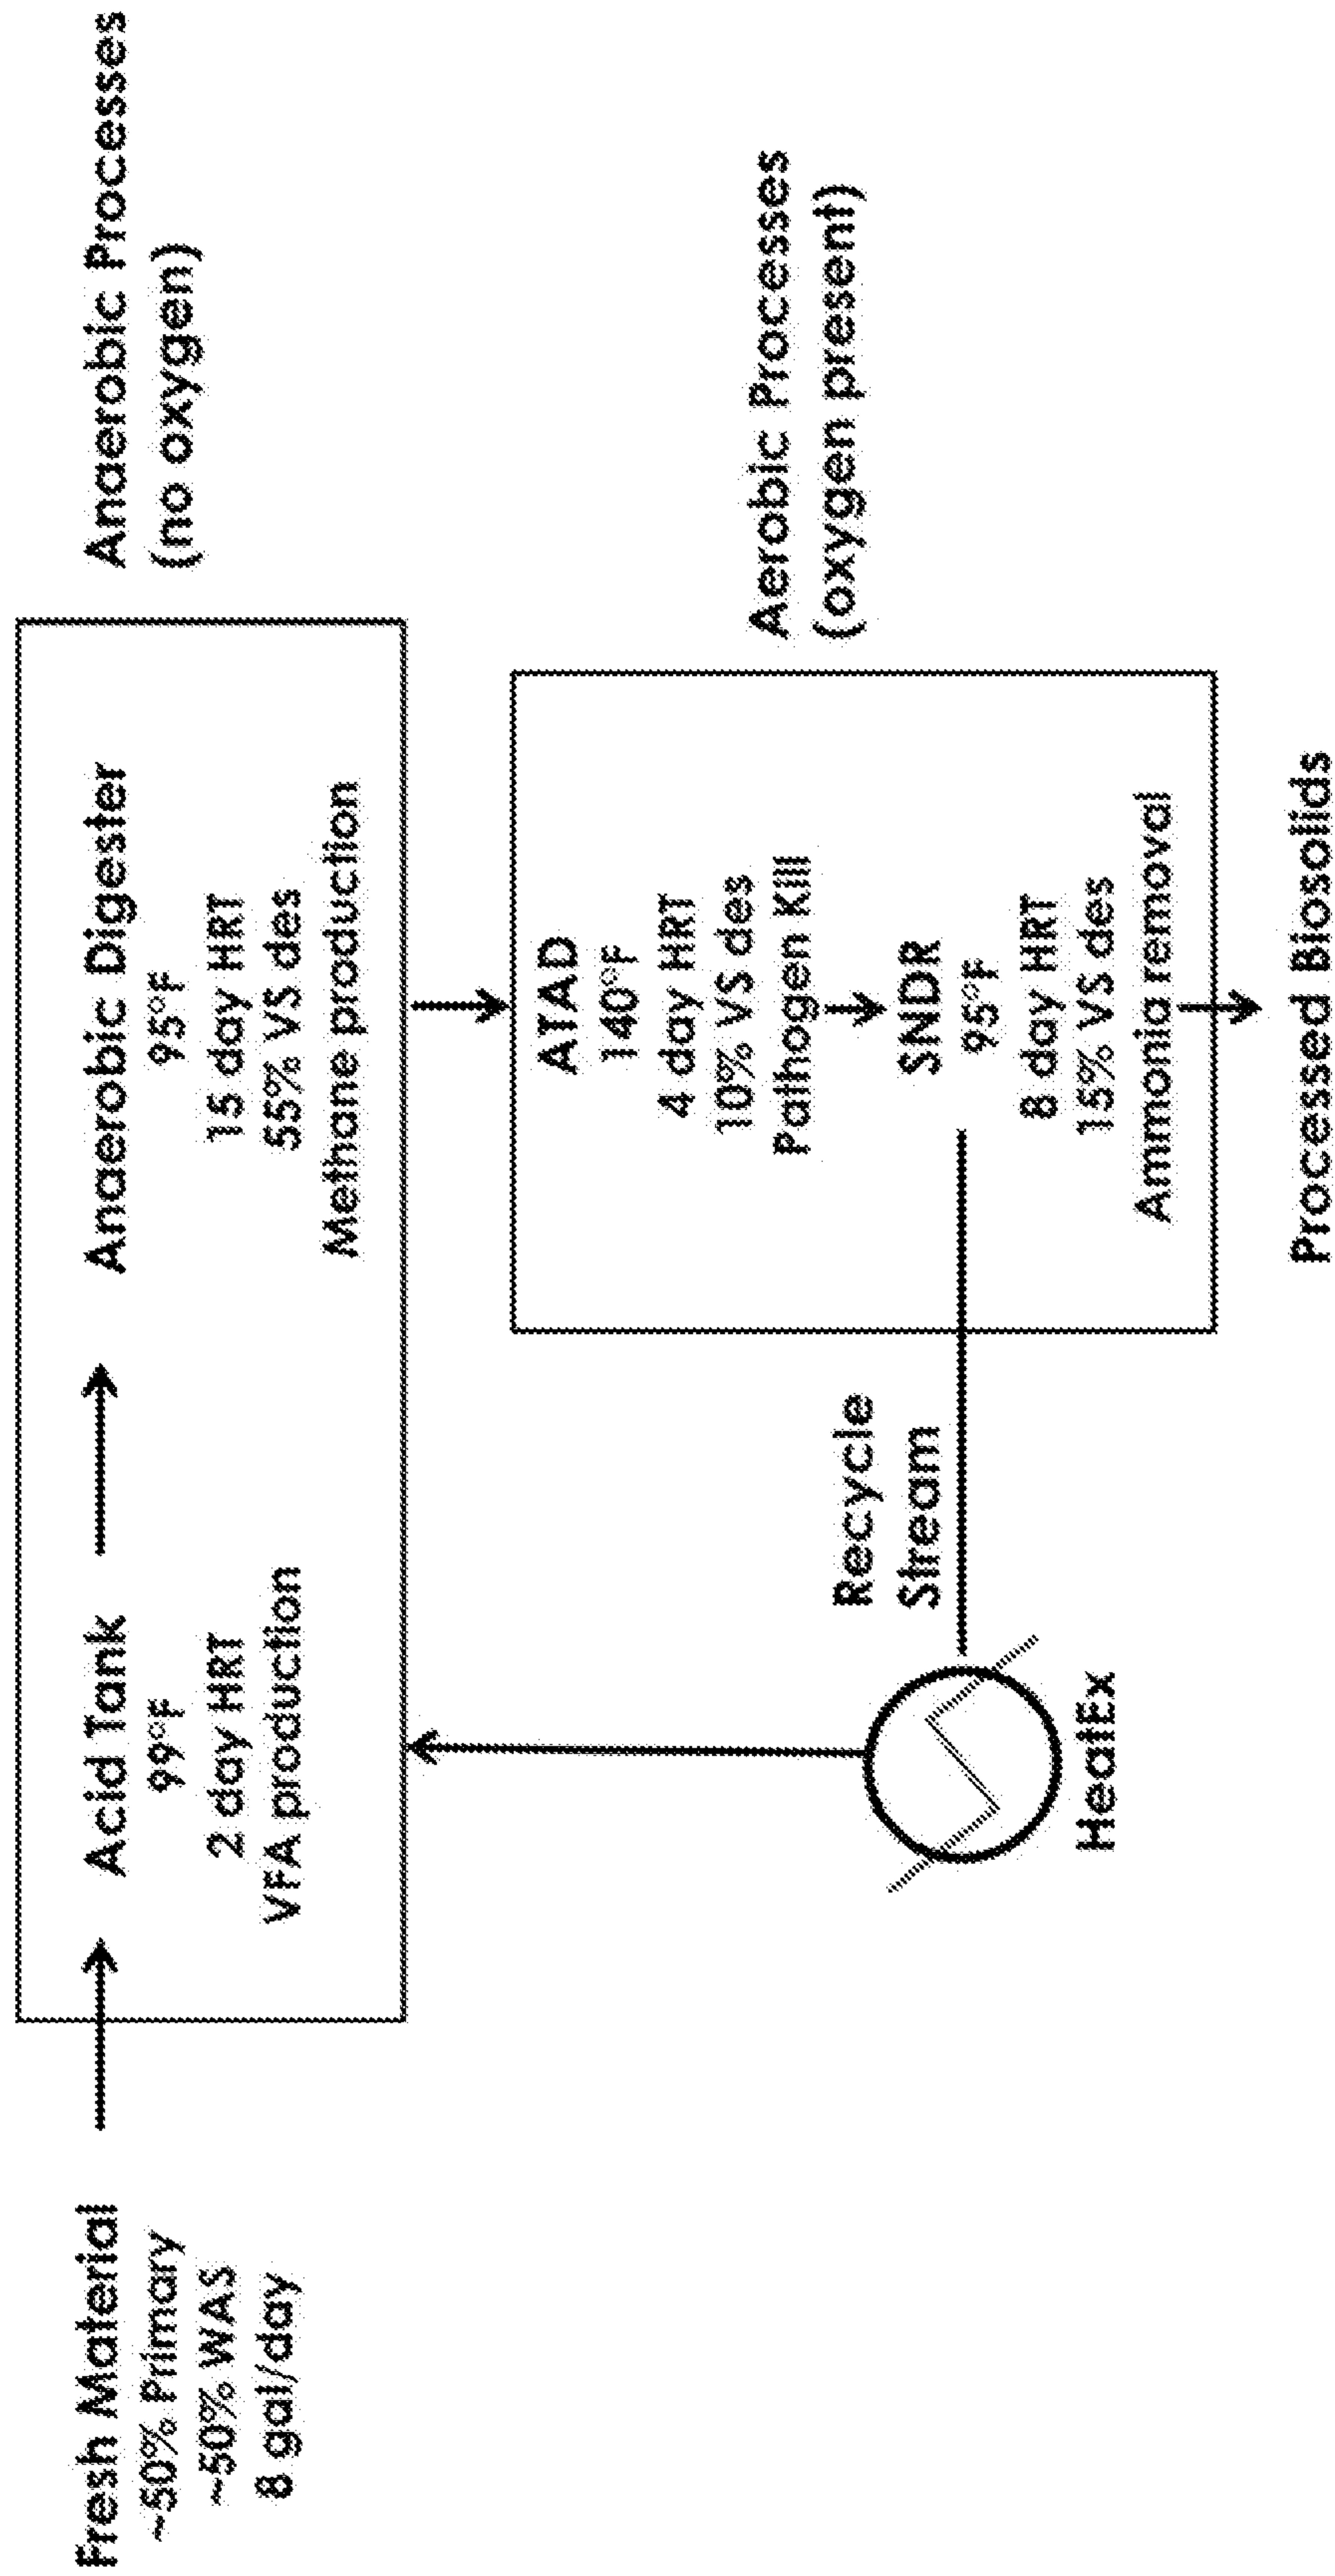 Fresh Material
~50% Primary
~50% WAS
8 gal/day
Acid Tank
99°F
2 day HRT
VFA production
Anaerobic Digester
95°F
15 day HRT
55% VS des
Methane production
Anaerobic Processes
(no oxygen)
ATAD
140°F
4 day HRT
10% VS des
Pathogen Kill
SNDR
95°F
8 day HRT
15% VS des
Ammonia removal
Aerobic Processes
(oxygen present)
Recycle
Stream
HeatEx
Processed Biosolids